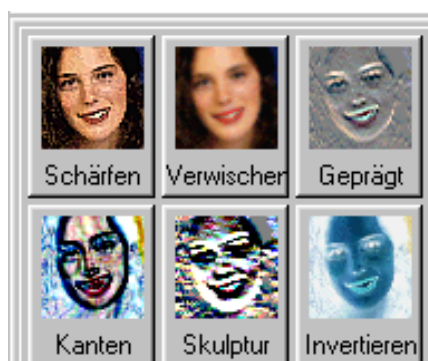 Schärfen Verwischen Geprägt
Kanten Skulptur Invertieren